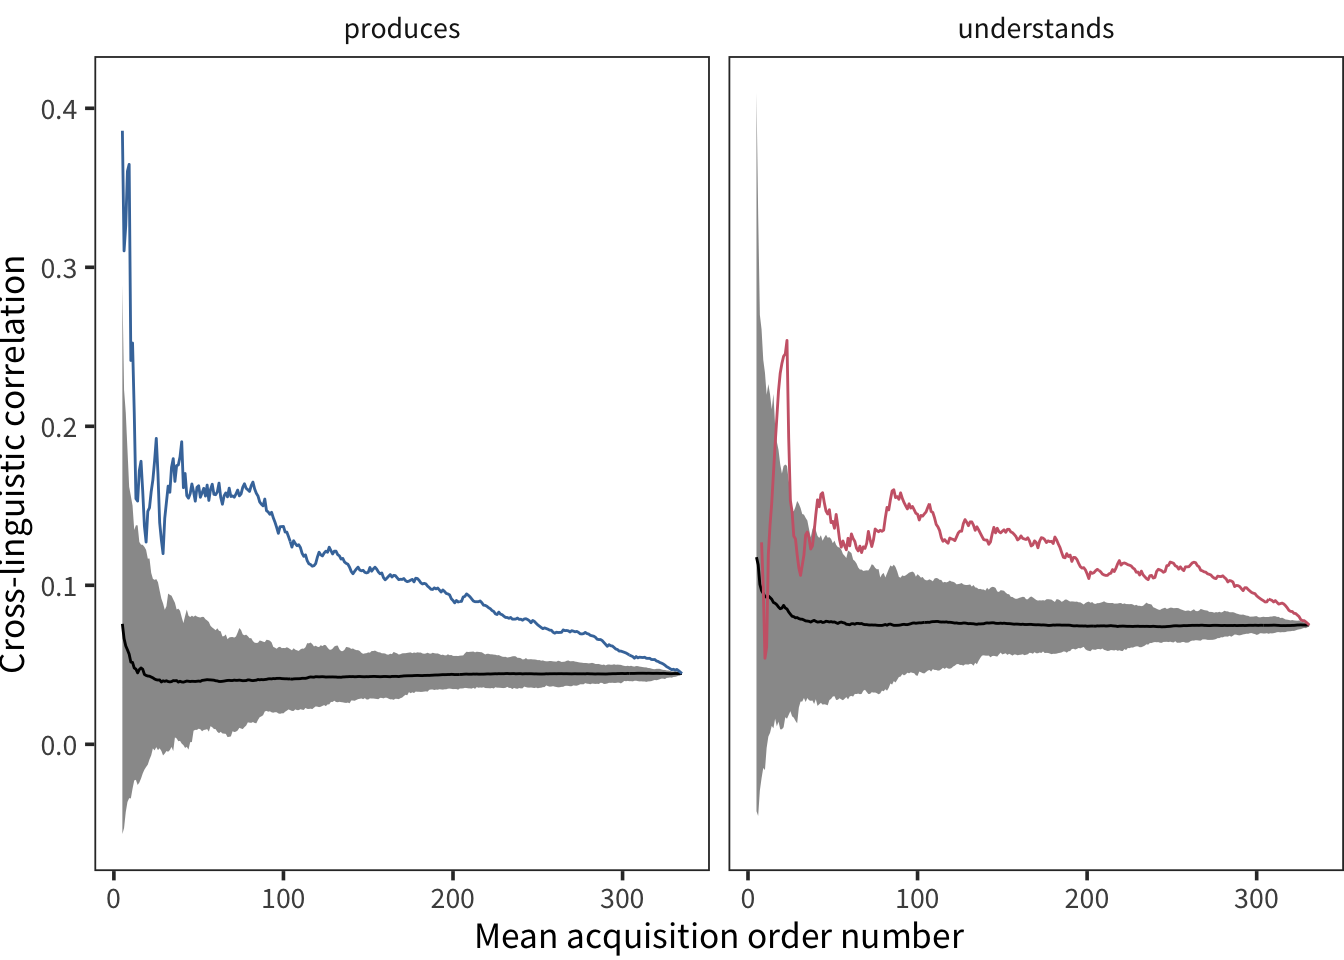 produces
understands
Cross-linguistic correlation
0.4
0.3
0.2
0.1
0.0
0 100 200 300
0 100 200 300
Mean acquisition order number